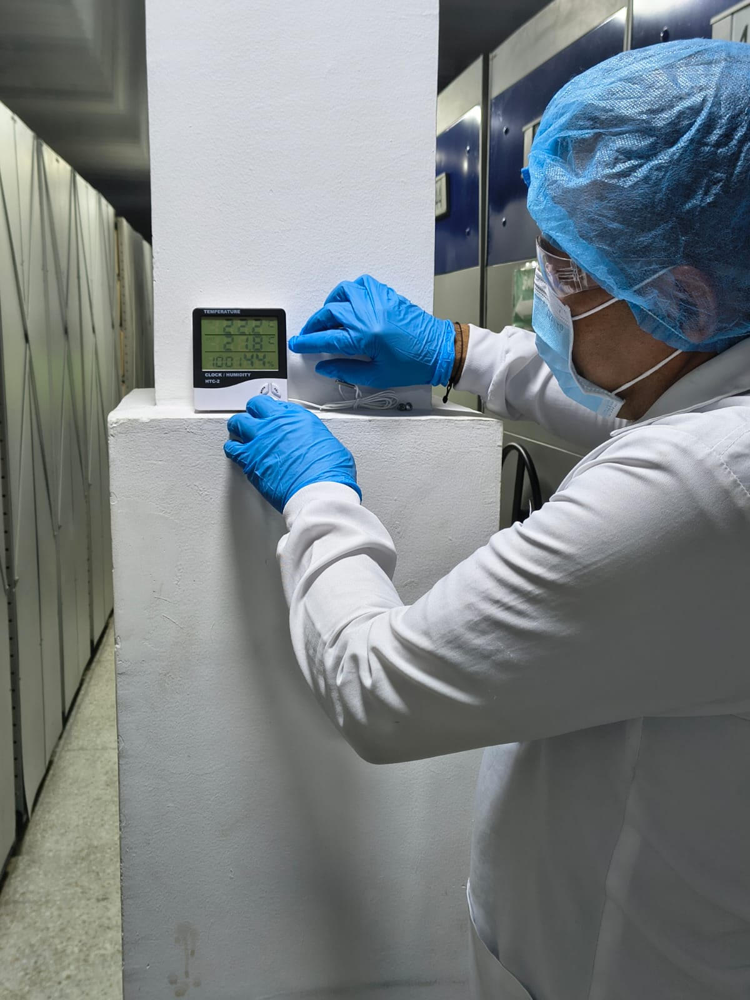 TEMPERATURE
22.2 °C
21.8 °C
10:01 44 %
CLOCK / HUMIDITY
HTC-2